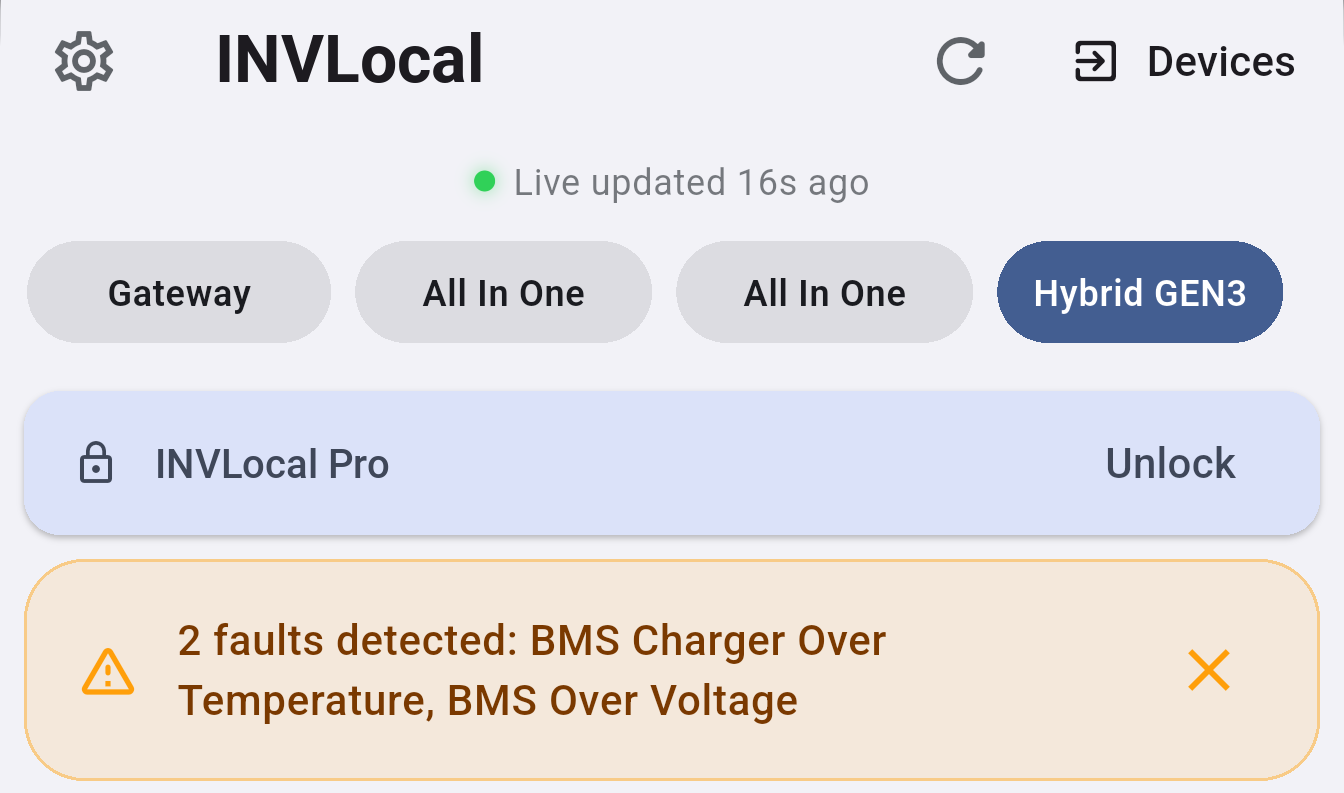 INVLocal
Devices
Live updated 16s ago
Gateway
All In One
All In One
Hybrid GEN3
INVLocal Pro
Unlock
2 faults detected: BMS Charger Over
Temperature, BMS Over Voltage